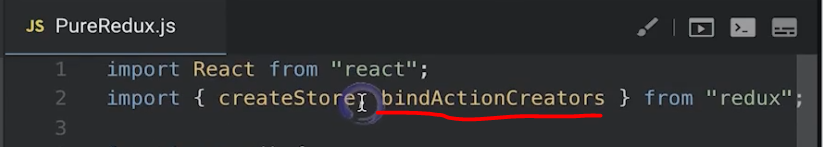 JS PureRedux.js
1 import React from "react";
2 import { createStore, bindActionCreators } from "redux";
3